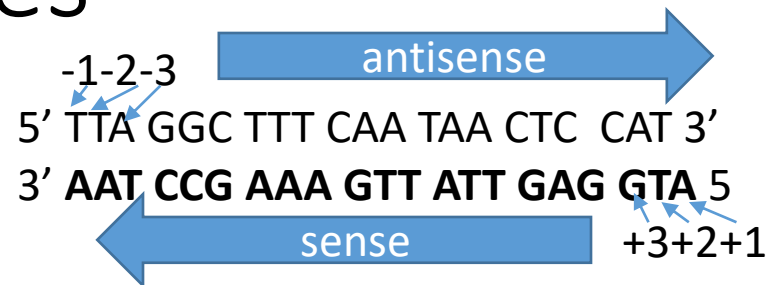 antisense
-1-2-3
5’ TTA GGC TTT CAA TAA CTC CAT 3’
3’ AAT CCG AAA GTT ATT GAG GTA 5
sense
+3+2+1